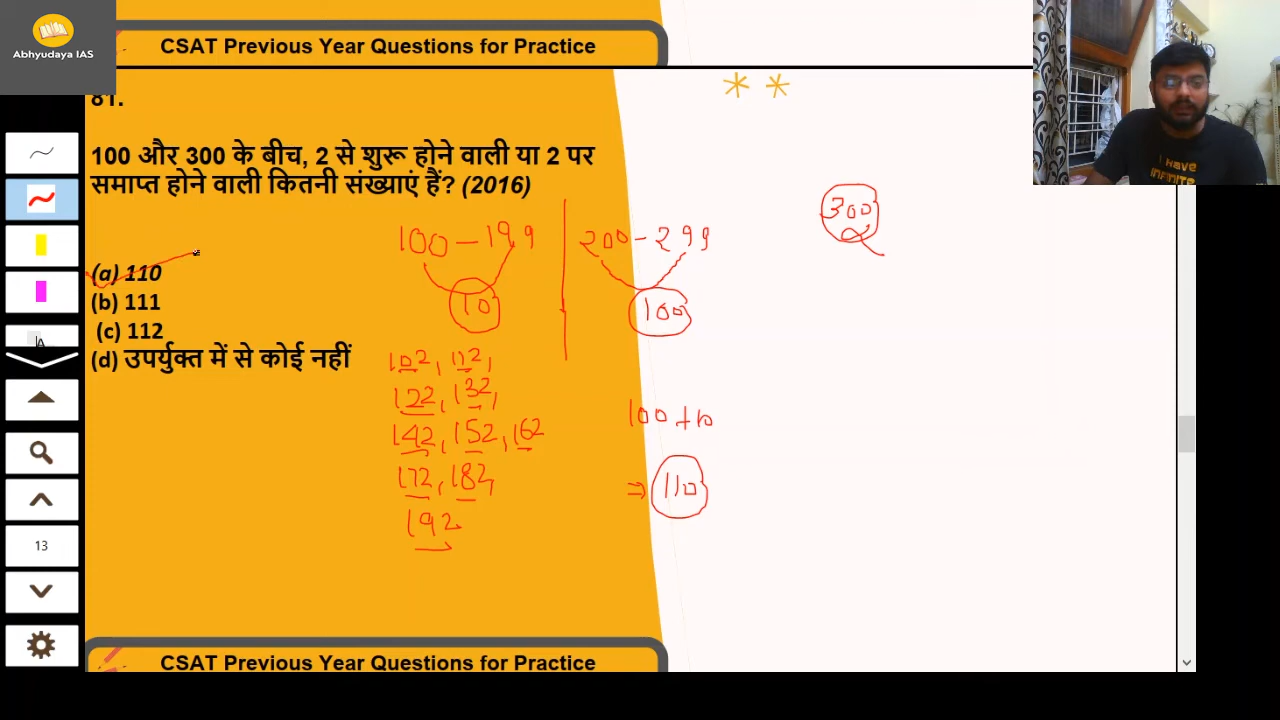 Abhyudaya IAS
CSAT Previous Year Questions for Practice
81.
100 और 300 के बीच, 2 से शुरू होने वाली या 2 पर
समाप्त होने वाली कितनी संख्याएं हैं? (2016)
(a) 110
(b) 111
(c) 112
(d) उपर्युक्त में से कोई नहीं
100 – 199
10
102, 112,
122, 132,
142, 152, 162
172, 182,
192
200 – 299
100
100 + 10
⇒ 110
300
* *
I HAVE
INFINITE
13
CSAT Previous Year Questions for Practice